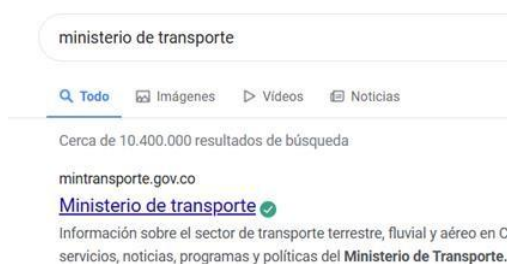 ministerio de transporte
Todo Imágenes Vídeos Noticias
Cerca de 10.400.000 resultados de búsqueda
mintransporte.gov.co
Ministerio de transporte
Información sobre el sector de transporte terrestre, fluvial y aéreo en
servicios, noticias, programas y políticas del Ministerio de Transporte.